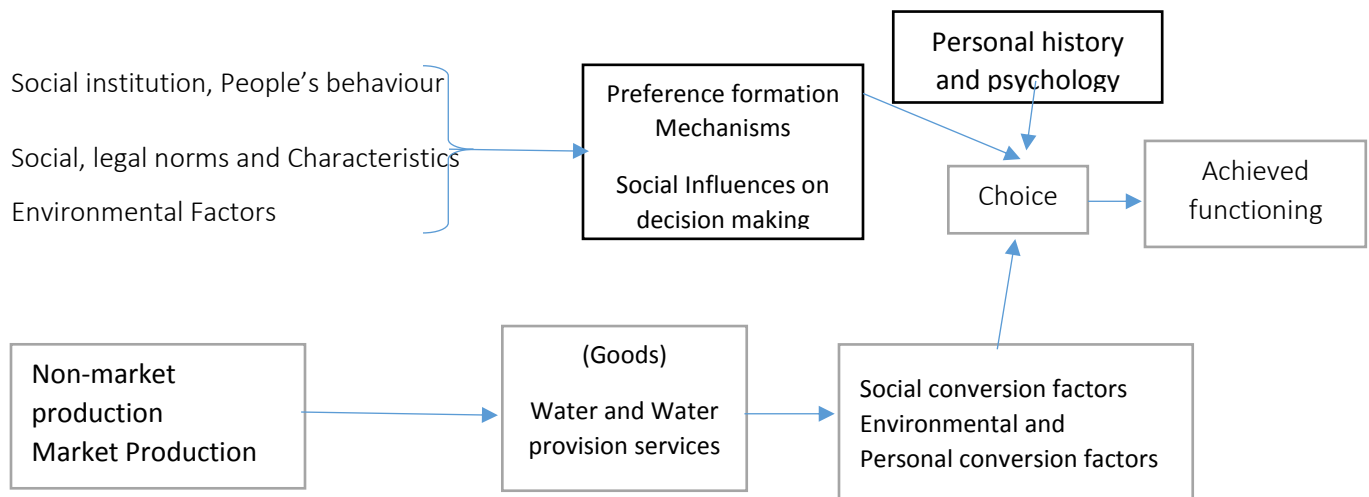 Social institution, People's behaviour
Social, legal norms and Characteristics
Environmental Factors
Preference formation
Mechanisms
Social Influences on
decision making
Personal history
and psychology
Choice
Achieved
functioning
Non-market
production
Market Production
(Goods)
Water and Water
provision services
Social conversion factors
Environmental and
Personal conversion factors